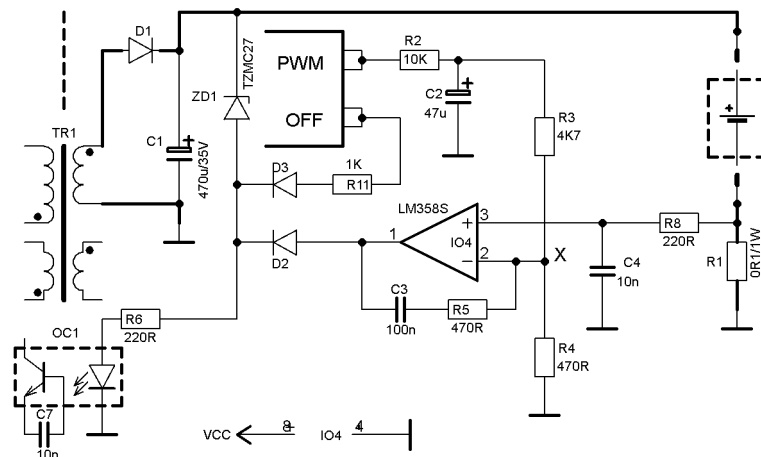 D1
TZMC27
PWM
R2
10K
ZD1
C2
47u
R3
4K7
OFF
TR1
C1
470u/35V
D3
1K
R11
LM358S
3
R8
220R
1
IO4
2
X
R1
0R1/1W
D2
C4
10n
C3
100n
R5
470R
R6
220R
R4
470R
OC1
C7
10n
VCC
8
IO4
4